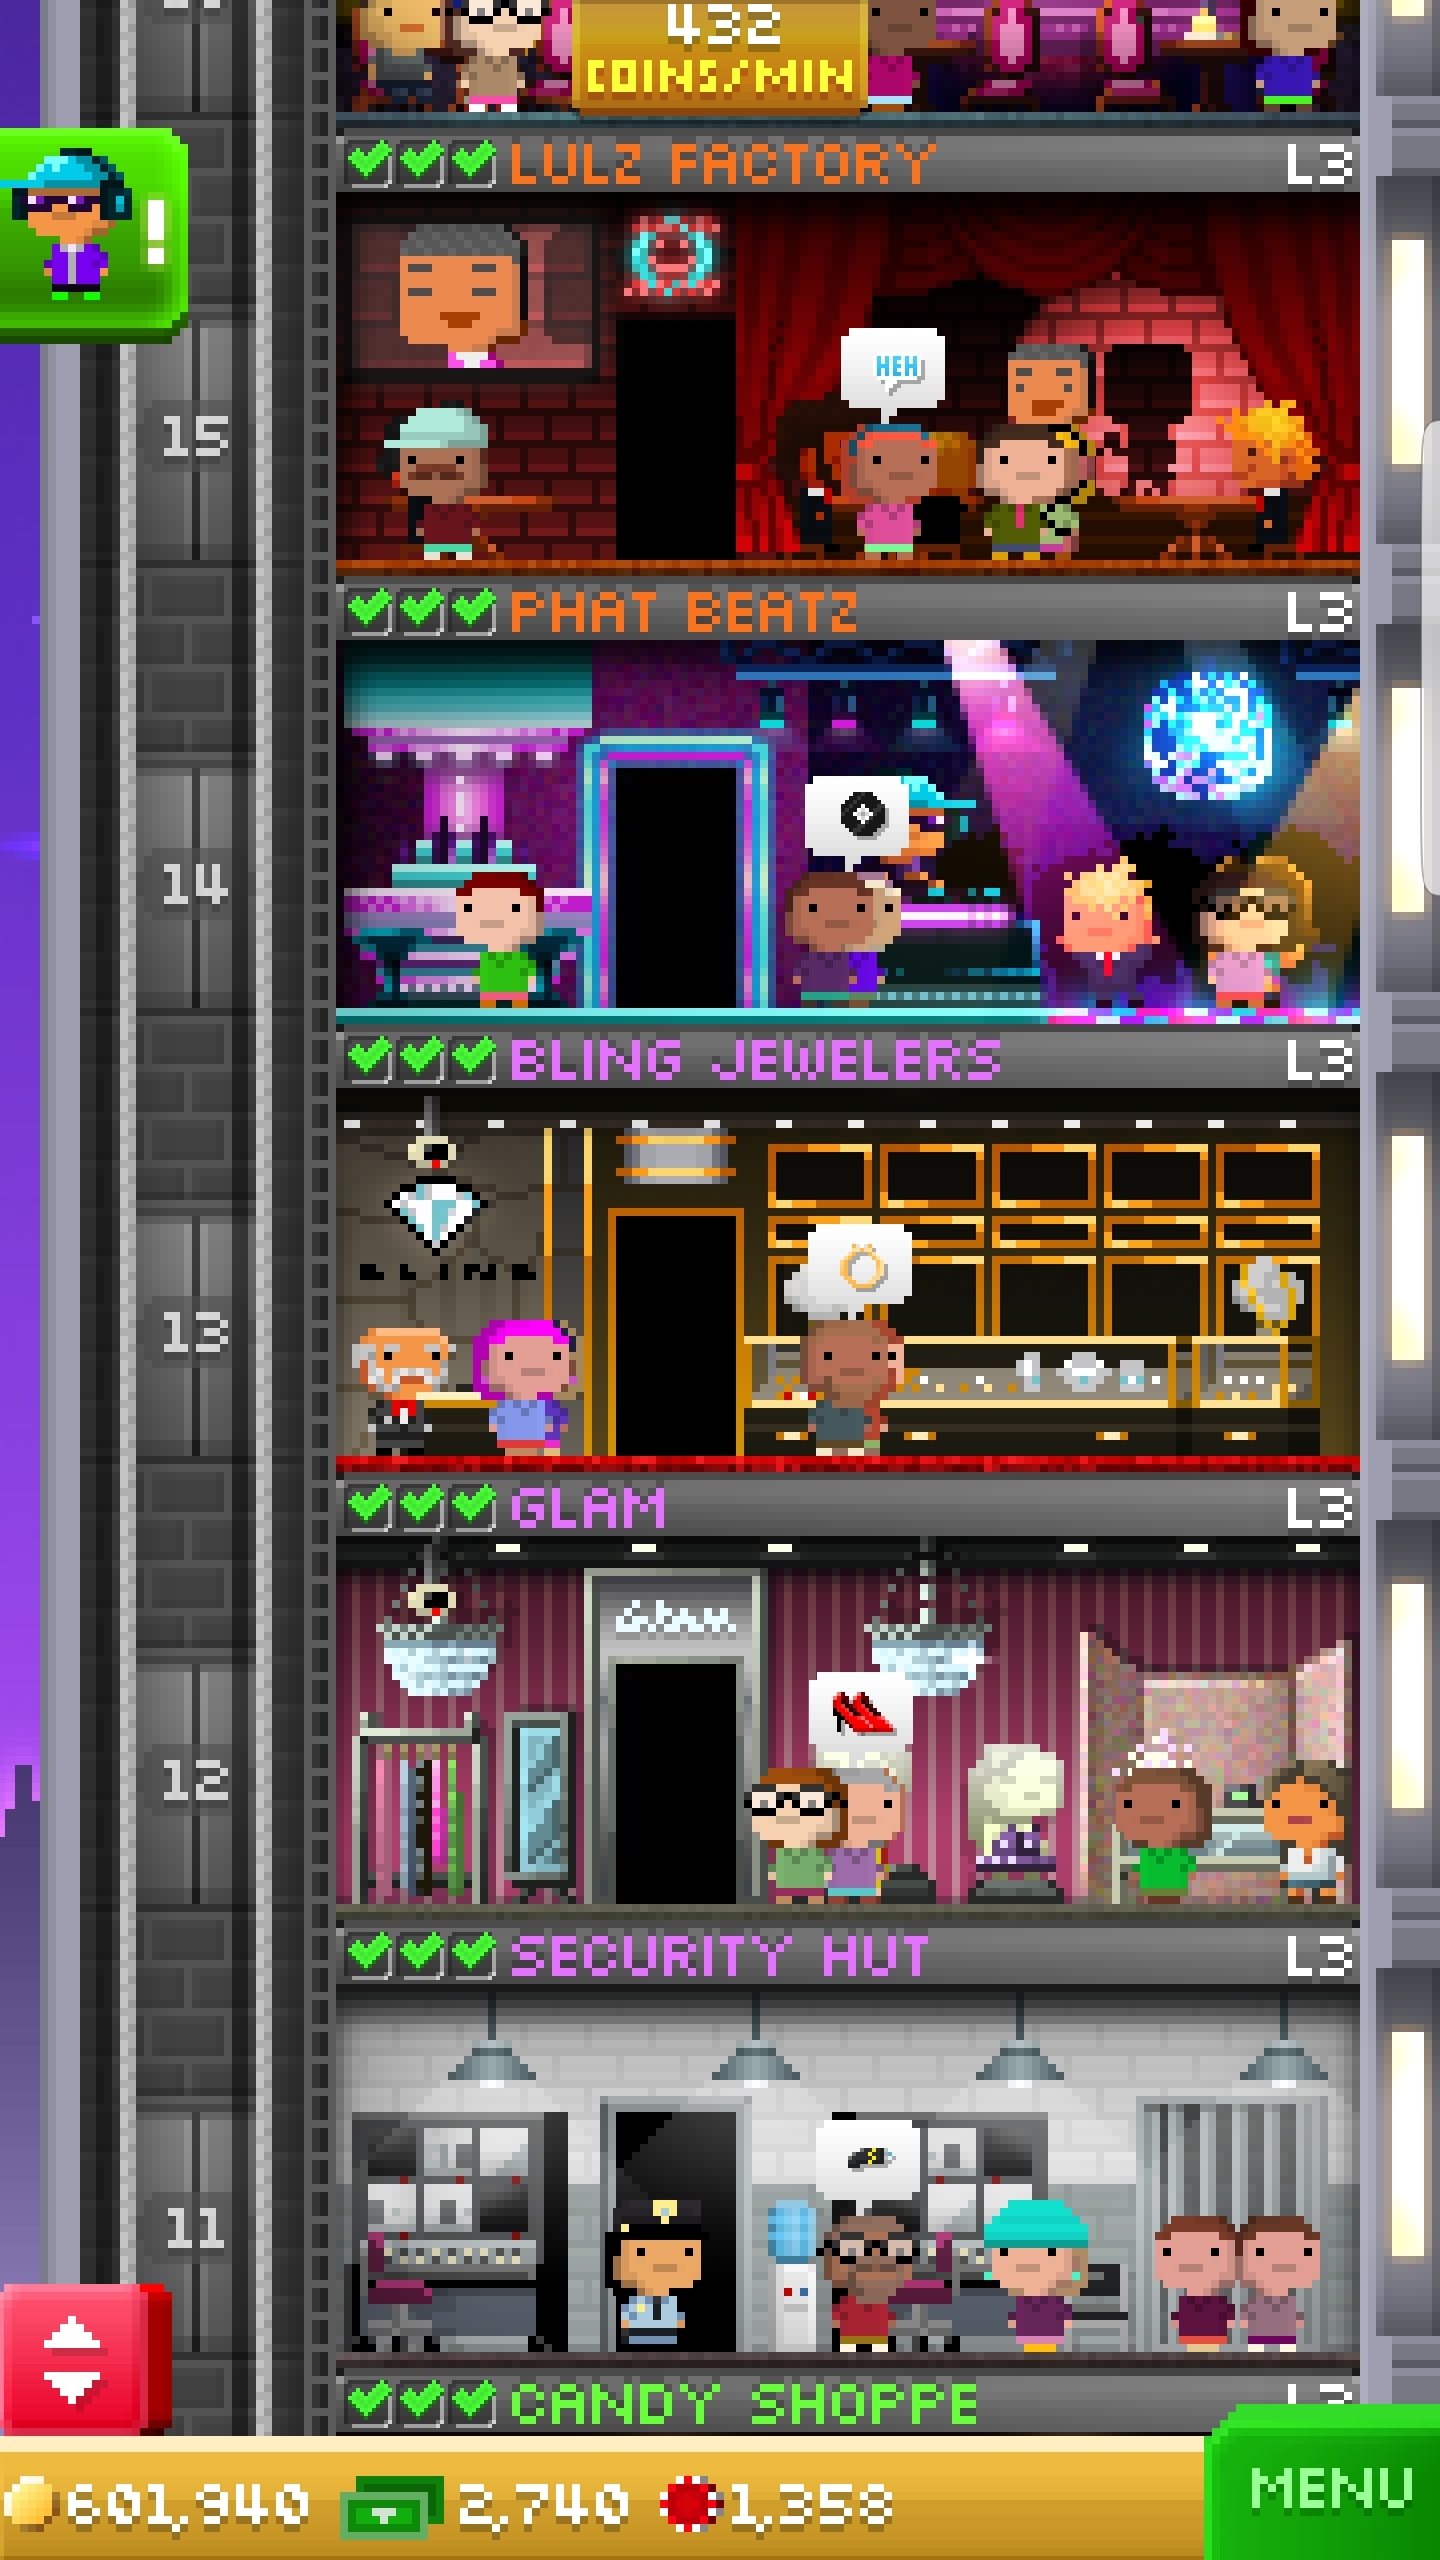 432
COINS/MIN
LULZ FACTORY L3
!
HEH
15
PHAT BEATZ L3
14
BLING JEWELERS L3
BLING
13
GLAM L3
Glam
12
SECURITY HUT L3
11
CANDY SHOPPE L3
601,940 2,740 1,358
MENU